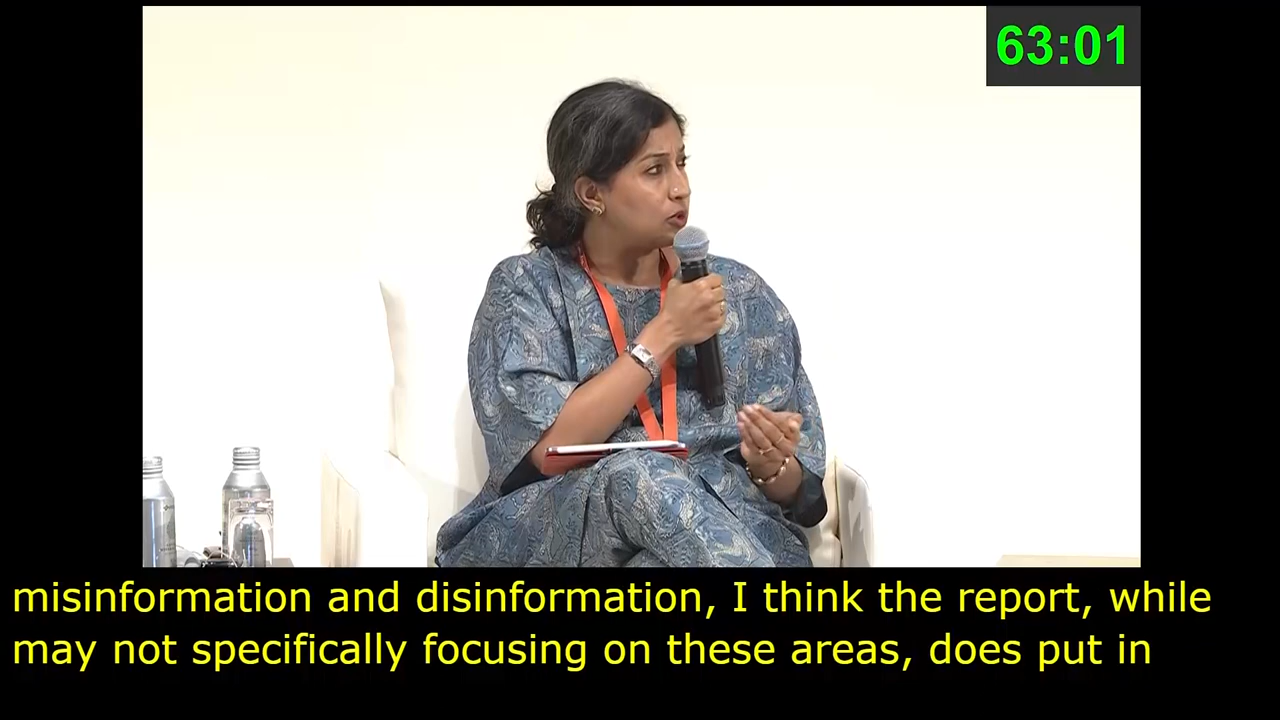 63:01
misinformation and disinformation, I think the report, while
may not specifically focusing on these areas, does put in